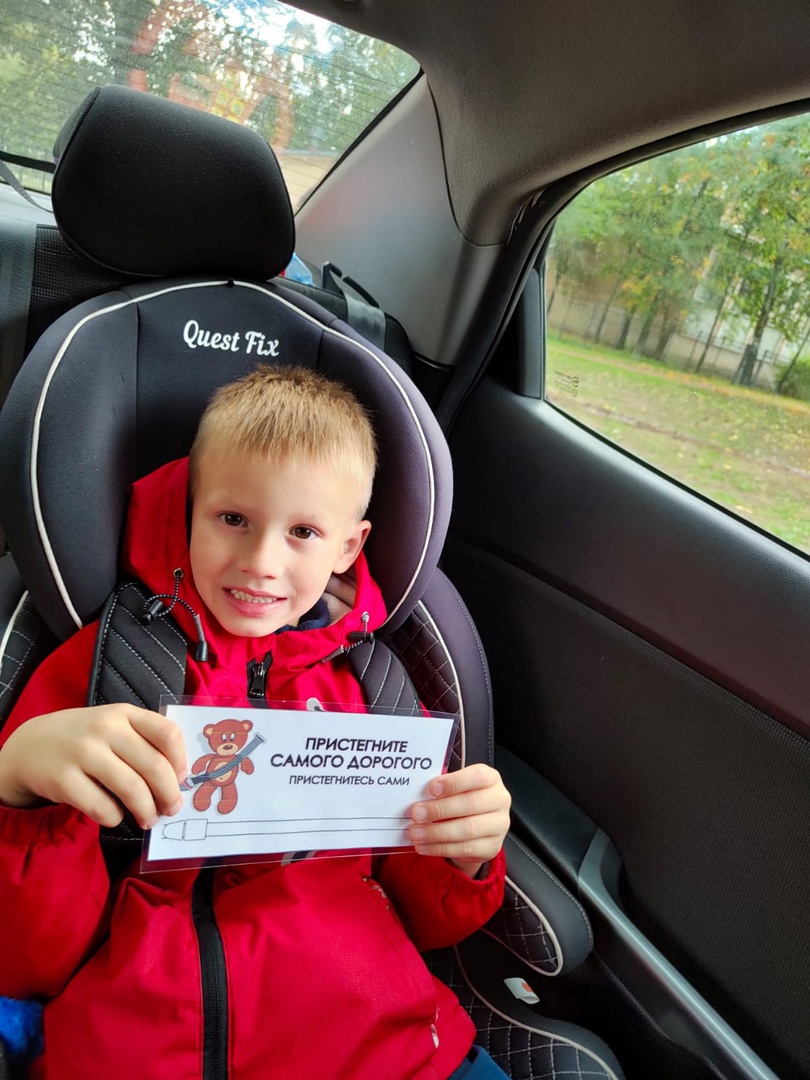 Quest Fix
ПРИСТЕГНИТЕ
САМОГО ДОРОГОГО
ПРИСТЕГНИТЕСЬ САМИ